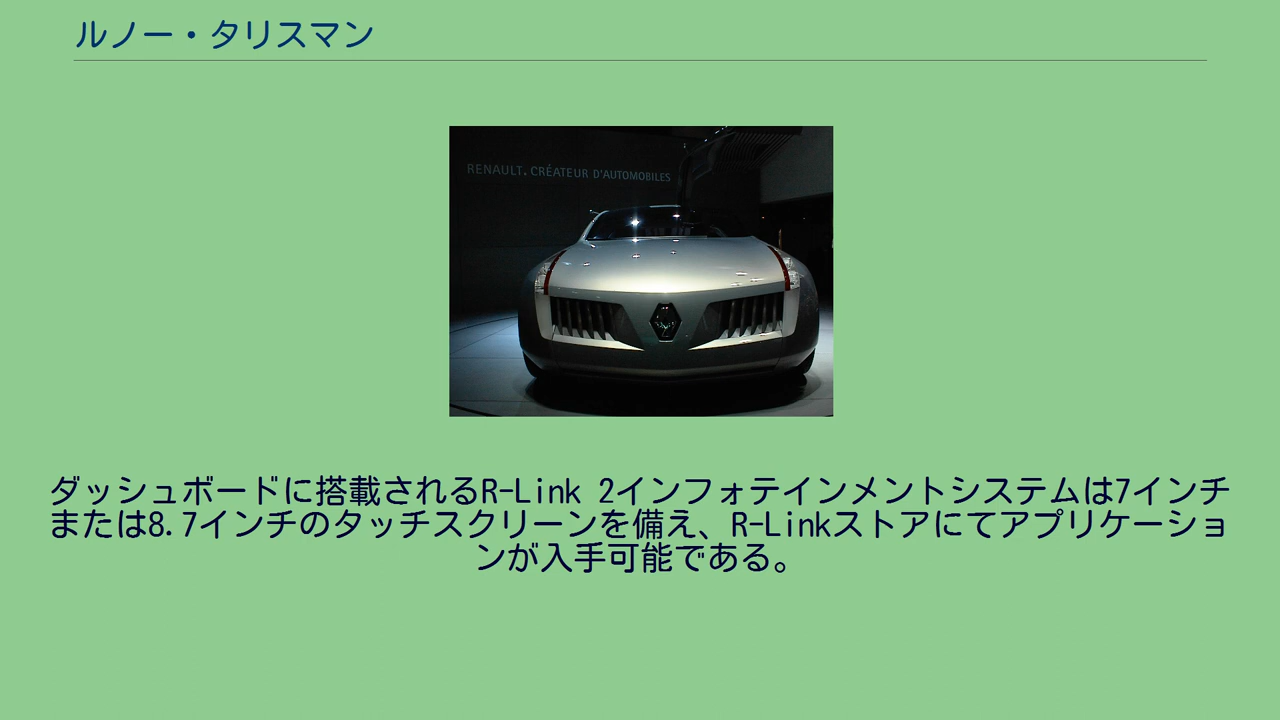 ルノー・タリスマン
RENAULT. CRÉATEUR D'AUTOMOBILES
ダッシュボードに搭載されるR-Link 2インフォテインメントシステムは7インチ
または8.7インチのタッチスクリーンを備え、R-Linkストアにてアプリケーショ
ンが入手可能である。